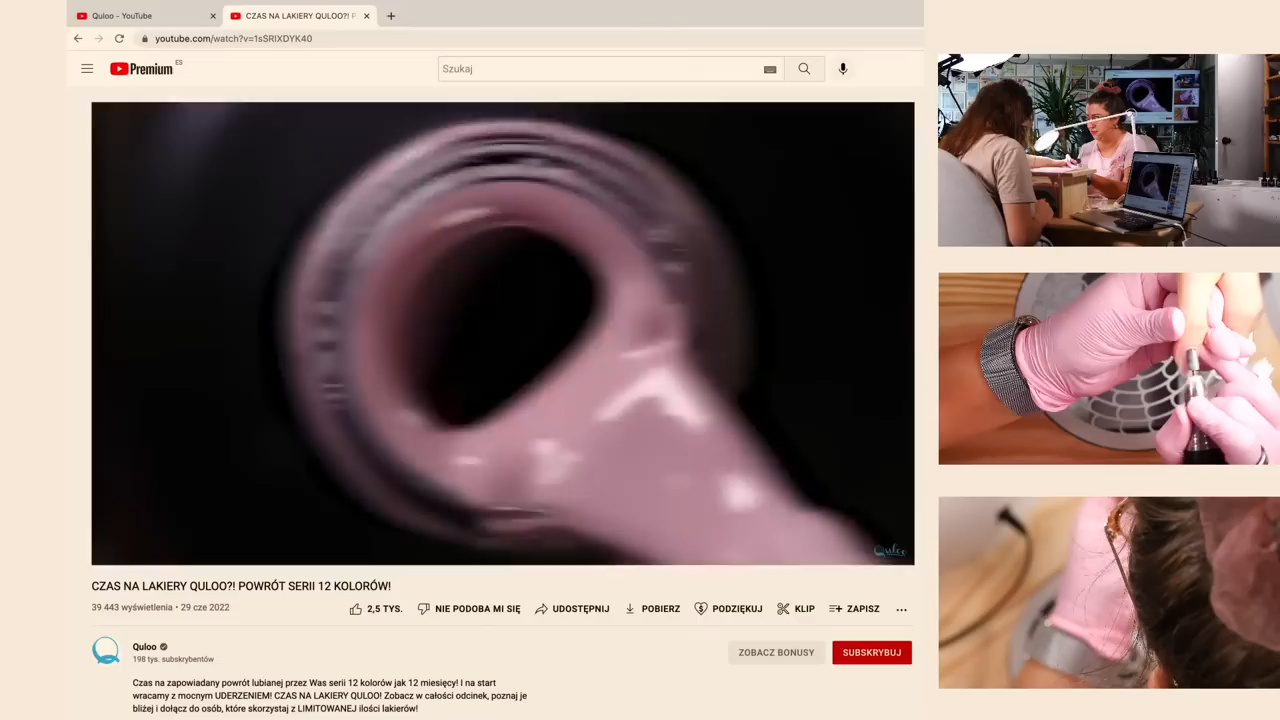 Quloo - YouTube
CZAS NA LAKIERY QULOO?! P
youtube.com/watch?v=1sSRIXDYK40
Premium ES
Szukaj
Quloo
CZAS NA LAKIERY QULOO?! POWRÓT SERII 12 KOLORÓW!
39 443 wyświetlenia • 29 cze 2022
2,5 TYS. NIE PODOBA MI SIĘ UDOSTĘPNIJ POBIERZ PODZIĘKUJ KLIP ZAPISZ
Quloo
198 tys. subskrybentów
ZOBACZ BONUSY SUBSKRYBUJ
Czas na zapowiadany powrót lubianej przez Was serii 12 kolorów jak 12 miesięcy! I na start
wracamy z mocnym UDERZENIEM! CZAS NA LAKIERY QULOO! Zobacz w całości odcinek, poznaj je
bliżej i dołącz do osób, które skorzystaj z LIMITOWANEJ ilości lakierów!